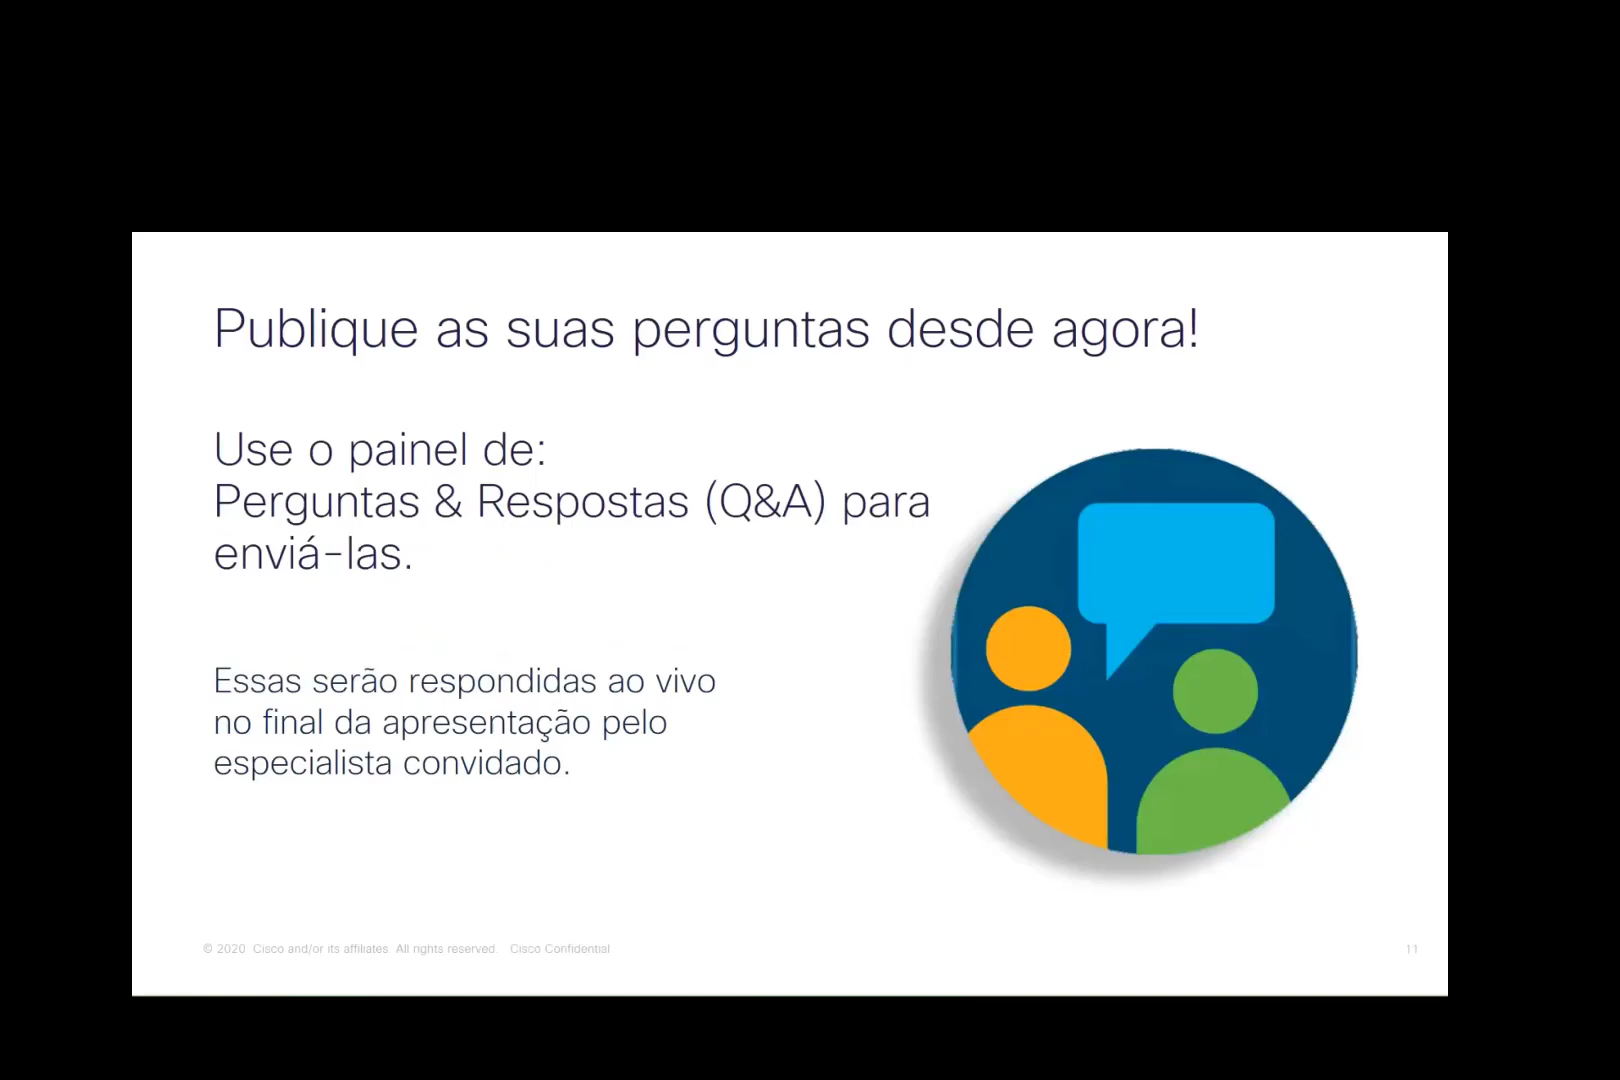 Publique as suas perguntas desde agora!
Use o painel de:
Perguntas & Respostas (Q&A) para
enviá-las.
Essas serão respondidas ao vivo
no final da apresentação pelo
especialista convidado.
© 2020 Cisco and/or its affiliates. All rights reserved. Cisco Confidential
11